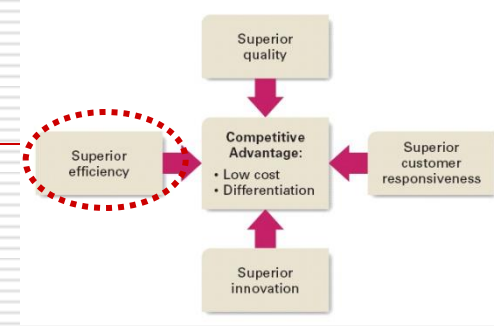 Superior
quality
Superior
efficiency
Competitive
Advantage:
• Low cost
• Differentiation
Superior
customer
responsiveness
Superior
innovation